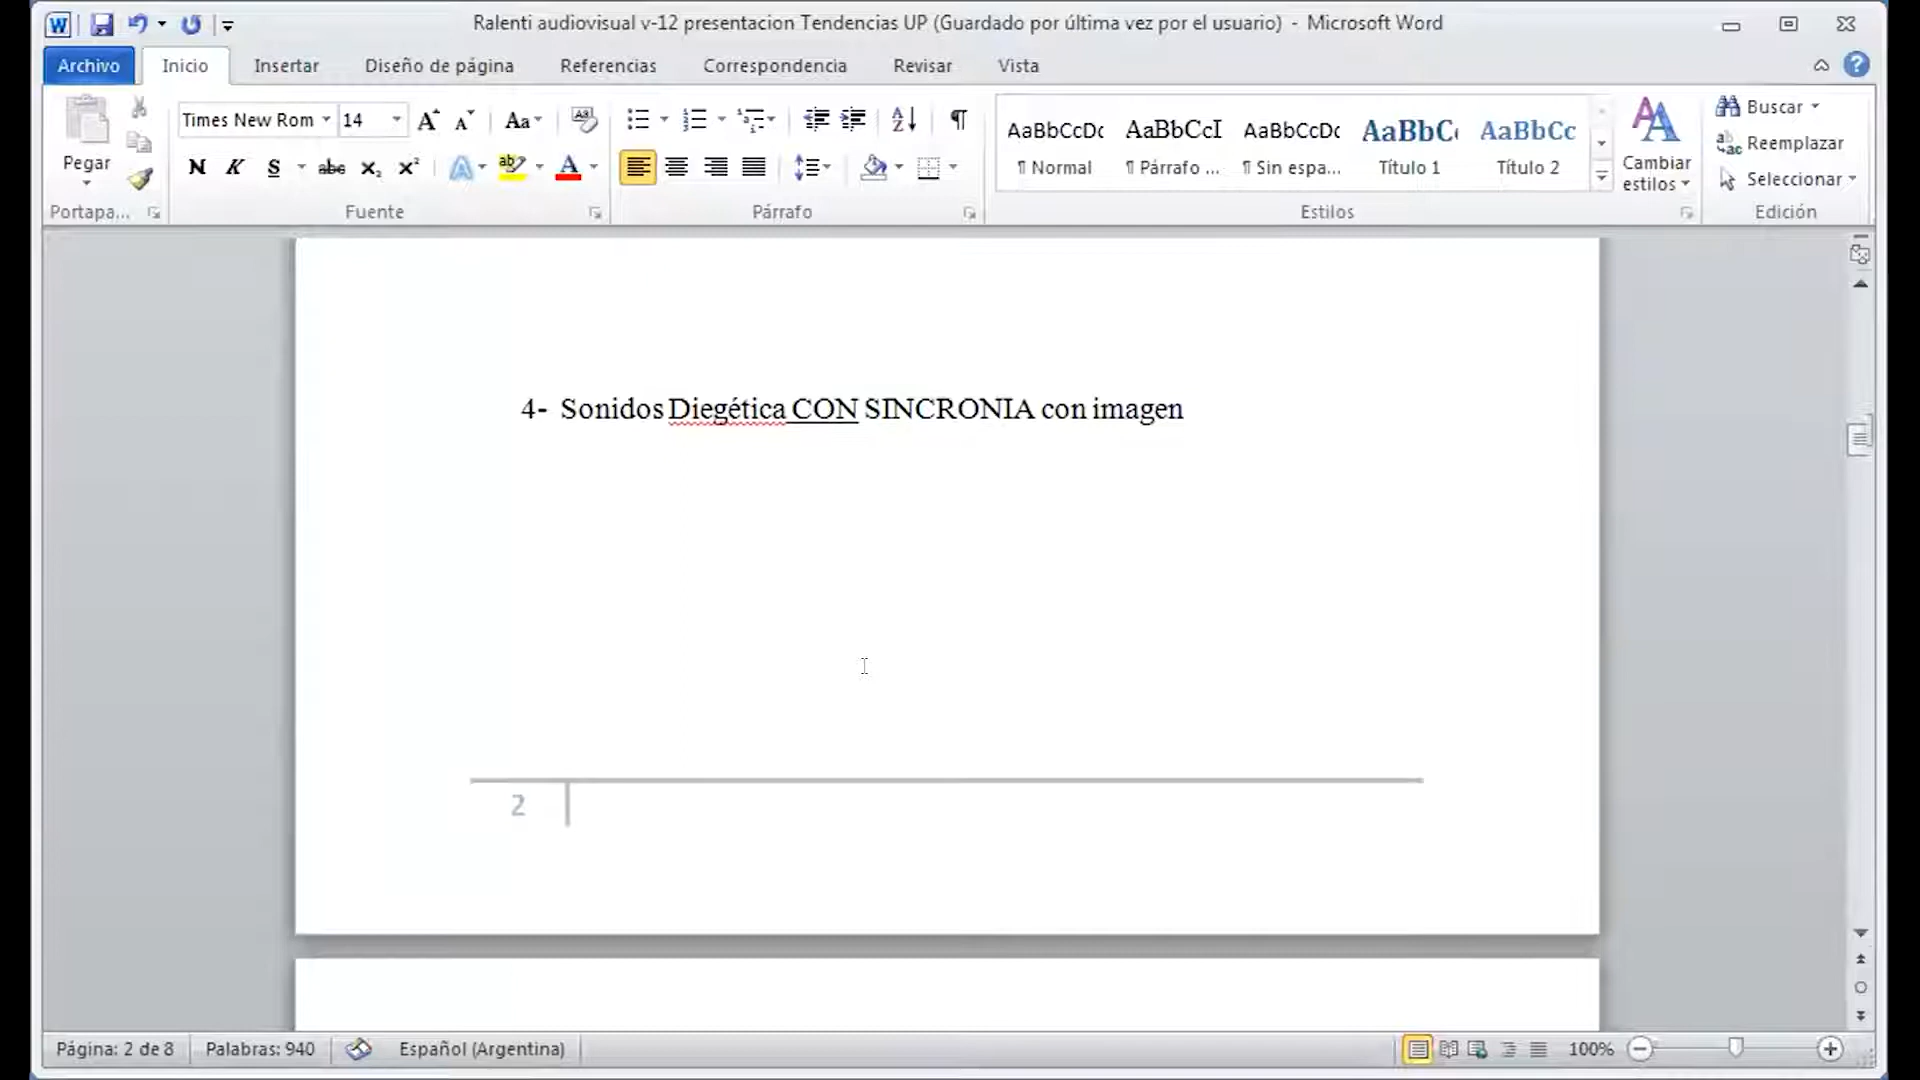 Ralenti audiovisual v-12 presentacion Tendencias UP (Guardado por última vez por el usuario) - Microsoft Word
Archivo Inicio Insertar Diseño de página Referencias Correspondencia Revisar Vista
Pegar
Portapa...
Times New Rom 14
Aa
N K S abc x₂ x²
Fuente
Párrafo
AaBbCcDc AaBbCcI AaBbCcDc AaBbC AaBbCc
¶ Normal ¶ Párrafo ... ¶ Sin espa... Título 1 Título 2
Estilos
Cambiar
estilos
Buscar
Reemplazar
Seleccionar
Edición
4- Sonidos Diegética CON SINCRONIA con imagen
2
Página: 2 de 8 Palabras: 940 Español (Argentina) 100%